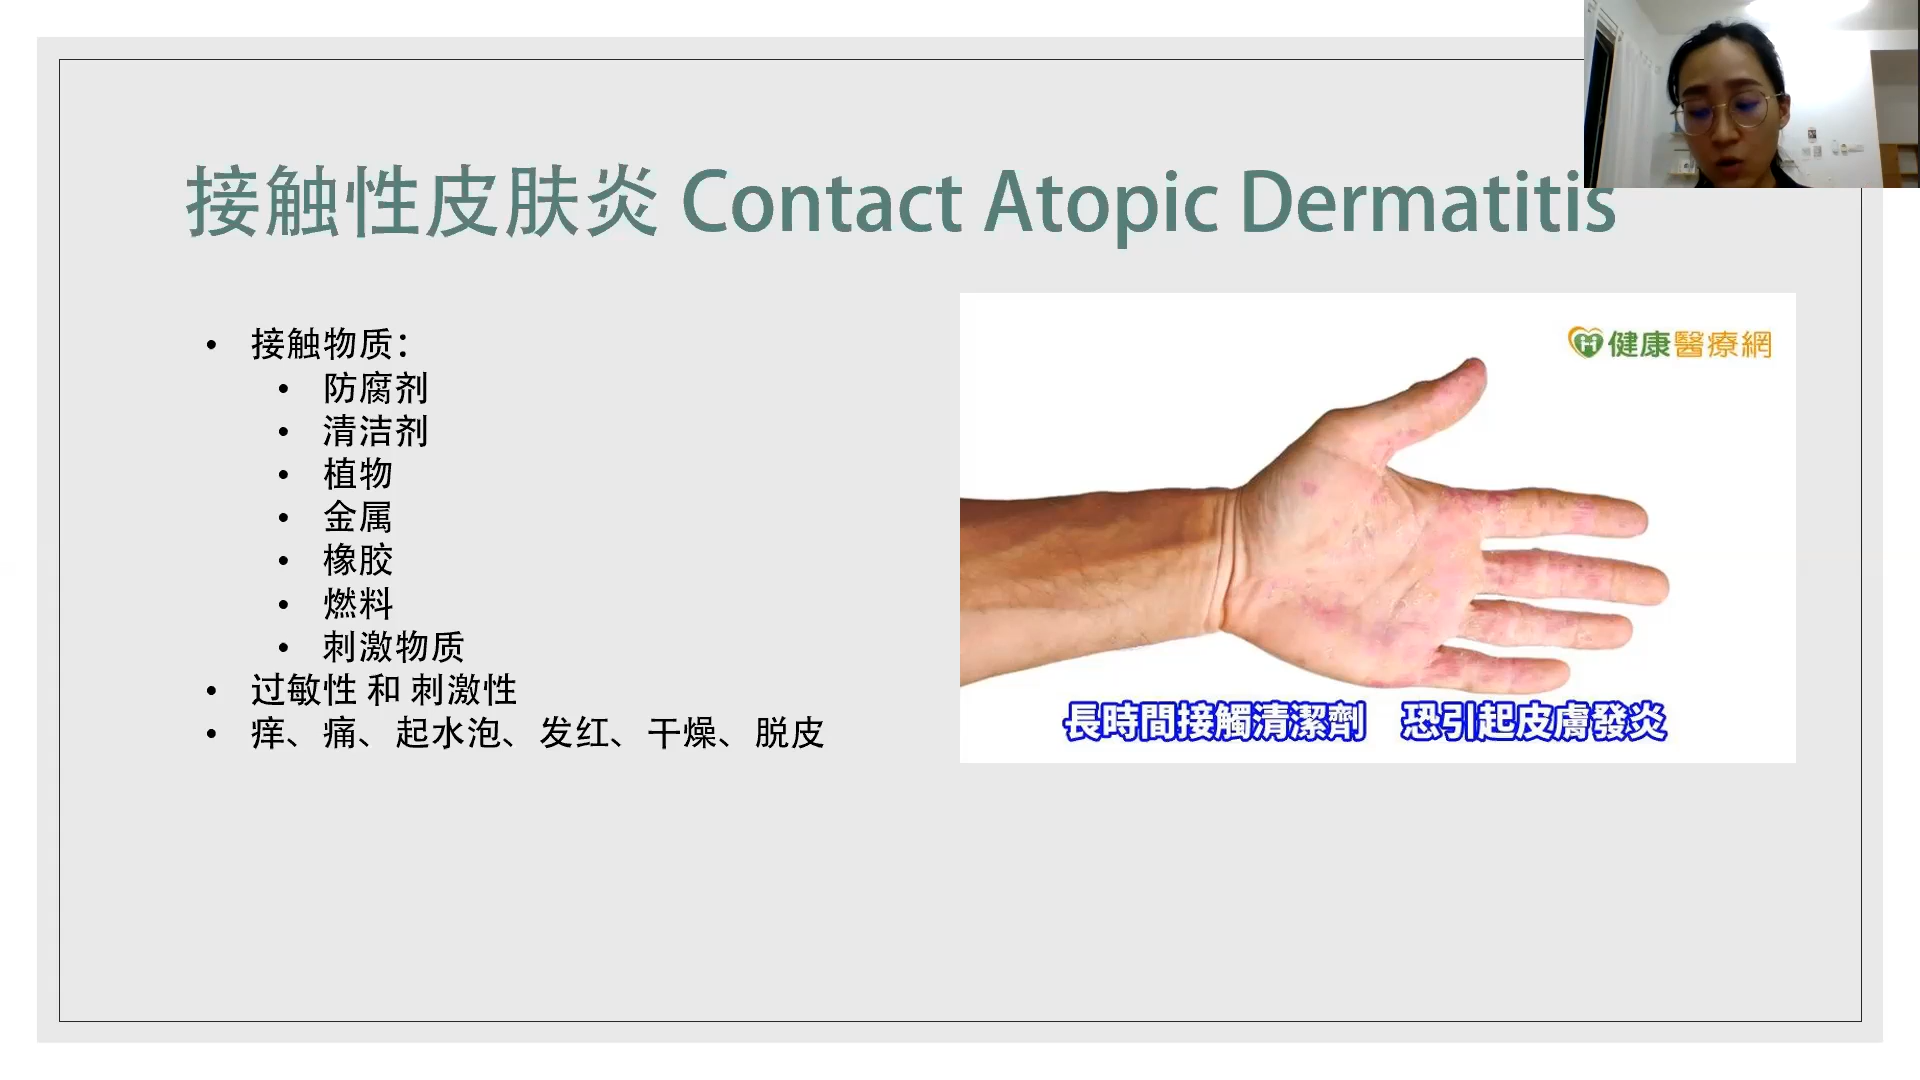 接触性皮肤炎 Contact Atopic Dermatitis
• 接触物质：
• 防腐剂
• 清洁剂
• 植物
• 金属
• 橡胶
• 燃料
• 刺激物质
• 过敏性 和 刺激性
• 痒、痛、起水泡、发红、干燥、脱皮
健康醫療網
長時間接觸清潔劑 恐引起皮膚發炎